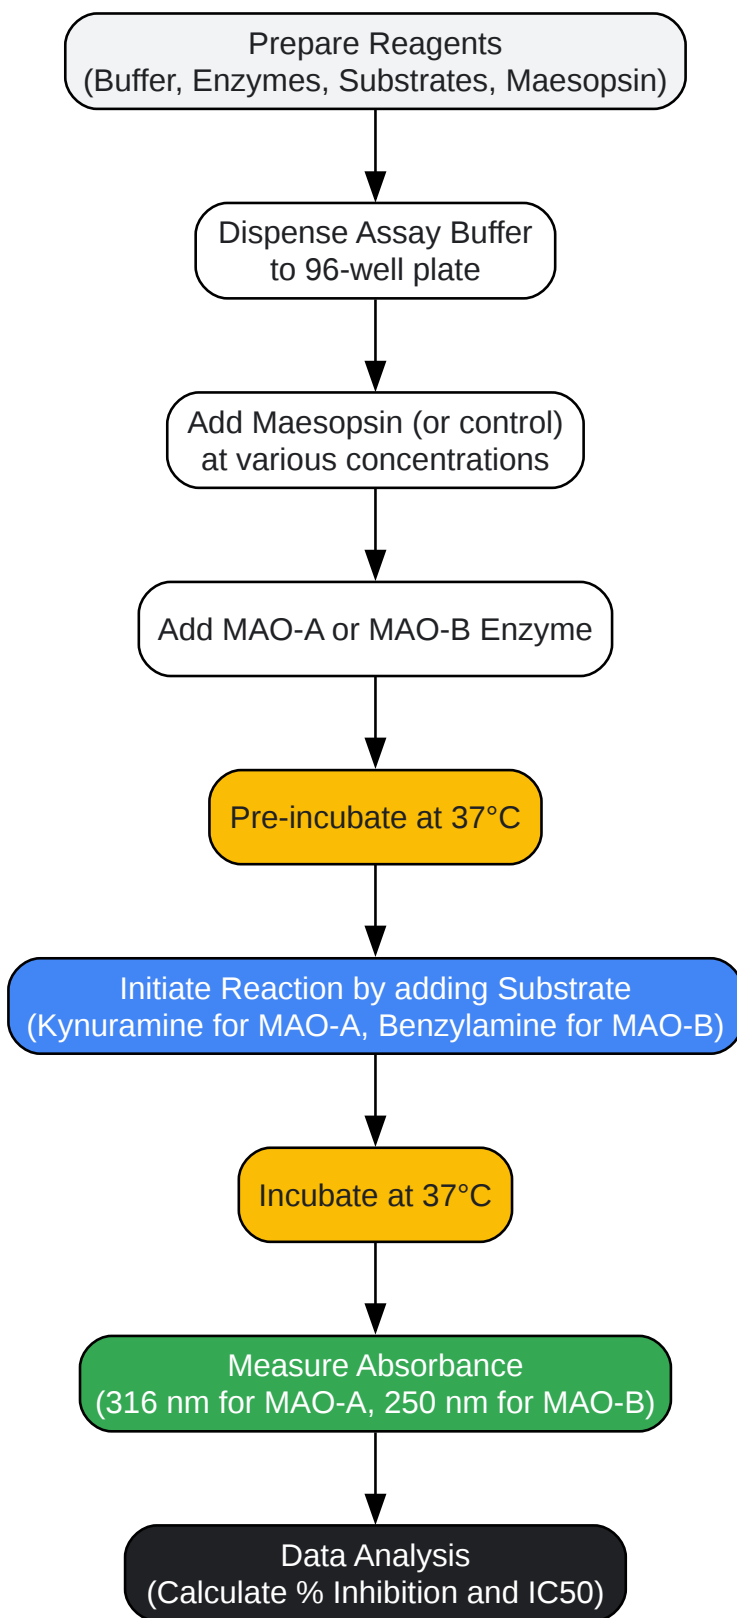 Prepare Reagents
(Buffer, Enzymes, Substrates, Maesopsin)
Dispense Assay Buffer
to 96-well plate
Add Maesopsin (or control)
at various concentrations
Add MAO-A or MAO-B Enzyme
Pre-incubate at 37°C
Initiate Reaction by adding Substrate
(Kynuramine for MAO-A, Benzylamine for MAO-B)
Incubate at 37°C
Measure Absorbance
(316 nm for MAO-A, 250 nm for MAO-B)
Data Analysis
(Calculate % Inhibition and IC50)